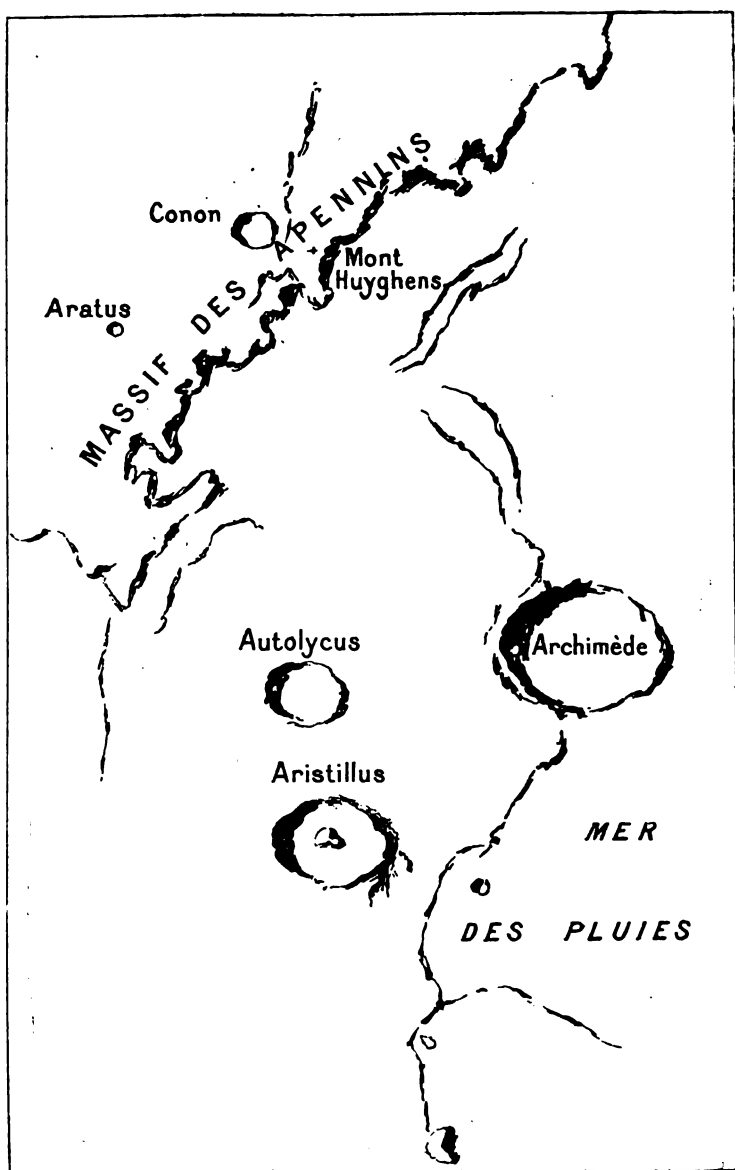 Conon
Mont
Huyghens
Aratus
MASSIF DES APENNINS
Autolycus
Archimède
Aristillus
MER
DES PLUIES